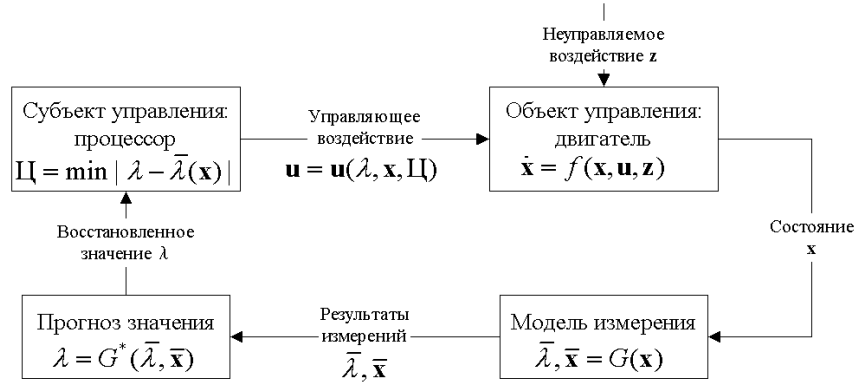 Неуправляемое
воздействие z
Субъект управления:
процессор
Ц = min | λ − λ̅(x) |
Управляющее
воздействие
u = u(λ, x, Ц)
Объект управления:
двигатель
ẋ = f(x, u, z)
Состояние
x
Восстановленное
значение λ
Прогноз значения
λ = G*(λ̅, x̅)
Результаты
измерений
λ̅, x̅
Модель измерения
λ̅, x̅ = G(x)